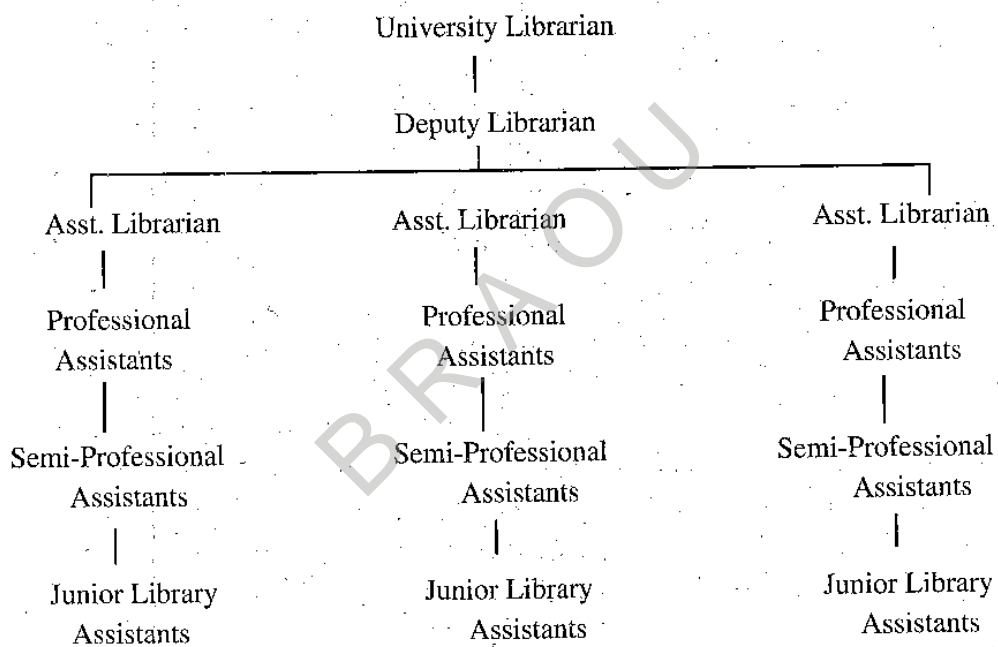 University Librarian
Deputy Librarian
Asst. Librarian Asst. Librarian Asst. Librarian
Professional Professional Professional
Assistants Assistants Assistants
Semi-Professional Semi-Professional Semi-Professional
Assistants Assistants Assistants
Junior Library Junior Library Junior Library
Assistants Assistants Assistants
BRAOU